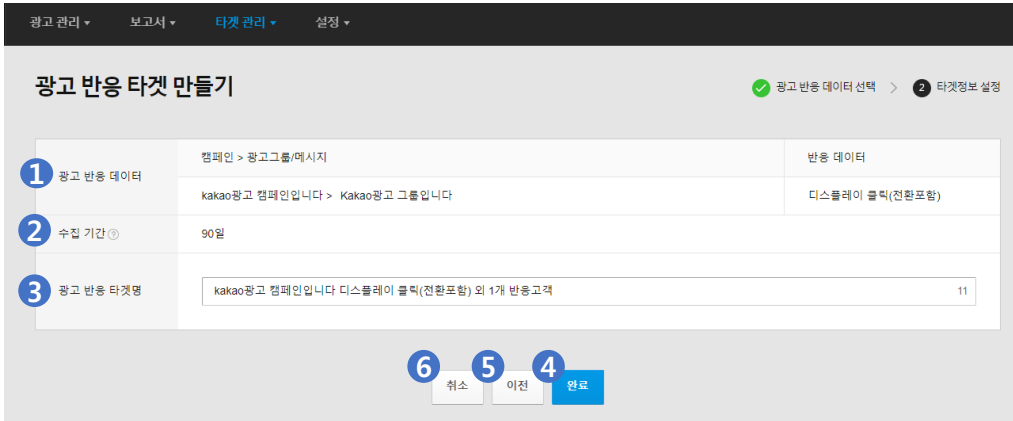 광고 관리 ▾ 보고서 ▾ 타겟 관리 ▾ 설정 ▾
광고 반응 타겟 만들기
광고 반응 데이터 선택 > 2 타겟정보 설정
1 광고 반응 데이터
캠페인 > 광고그룹/메시지 반응 데이터
kakao광고 캠페인입니다 > Kakao광고 그룹입니다 디스플레이 클릭(전환포함)
2 수집 기간 ? 90일
3 광고 반응 타겟명 kakao광고 캠페인입니다 디스플레이 클릭(전환포함) 외 1개 반응고객 11
6 5 4
취소 이전 완료